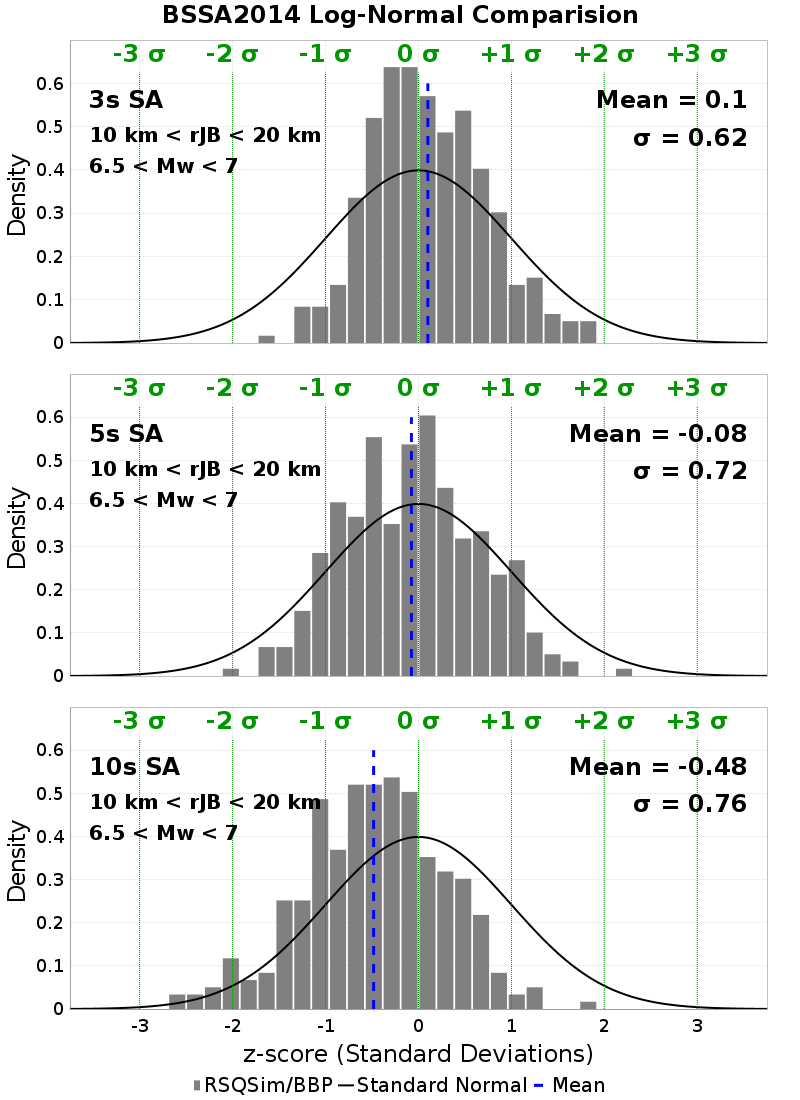 BSSA2014 Log-Normal Comparision
-3 σ -2 σ -1 σ 0 σ +1 σ +2 σ +3 σ
3s SA
10 km < rJB < 20 km
6.5 < Mw < 7
Mean = 0.1
σ = 0.62
Density
0.6
0.5
0.4
0.3
0.2
0.1
0
-3 σ -2 σ -1 σ 0 σ +1 σ +2 σ +3 σ
5s SA
10 km < rJB < 20 km
6.5 < Mw < 7
Mean = -0.08
σ = 0.72
Density
0.6
0.5
0.4
0.3
0.2
0.1
0
-3 σ -2 σ -1 σ 0 σ +1 σ +2 σ +3 σ
10s SA
10 km < rJB < 20 km
6.5 < Mw < 7
Mean = -0.48
σ = 0.76
Density
0.6
0.5
0.4
0.3
0.2
0.1
0
-3 -2 -1 0 1 2 3
z-score (Standard Deviations)
RSQSim/BBP Standard Normal Mean